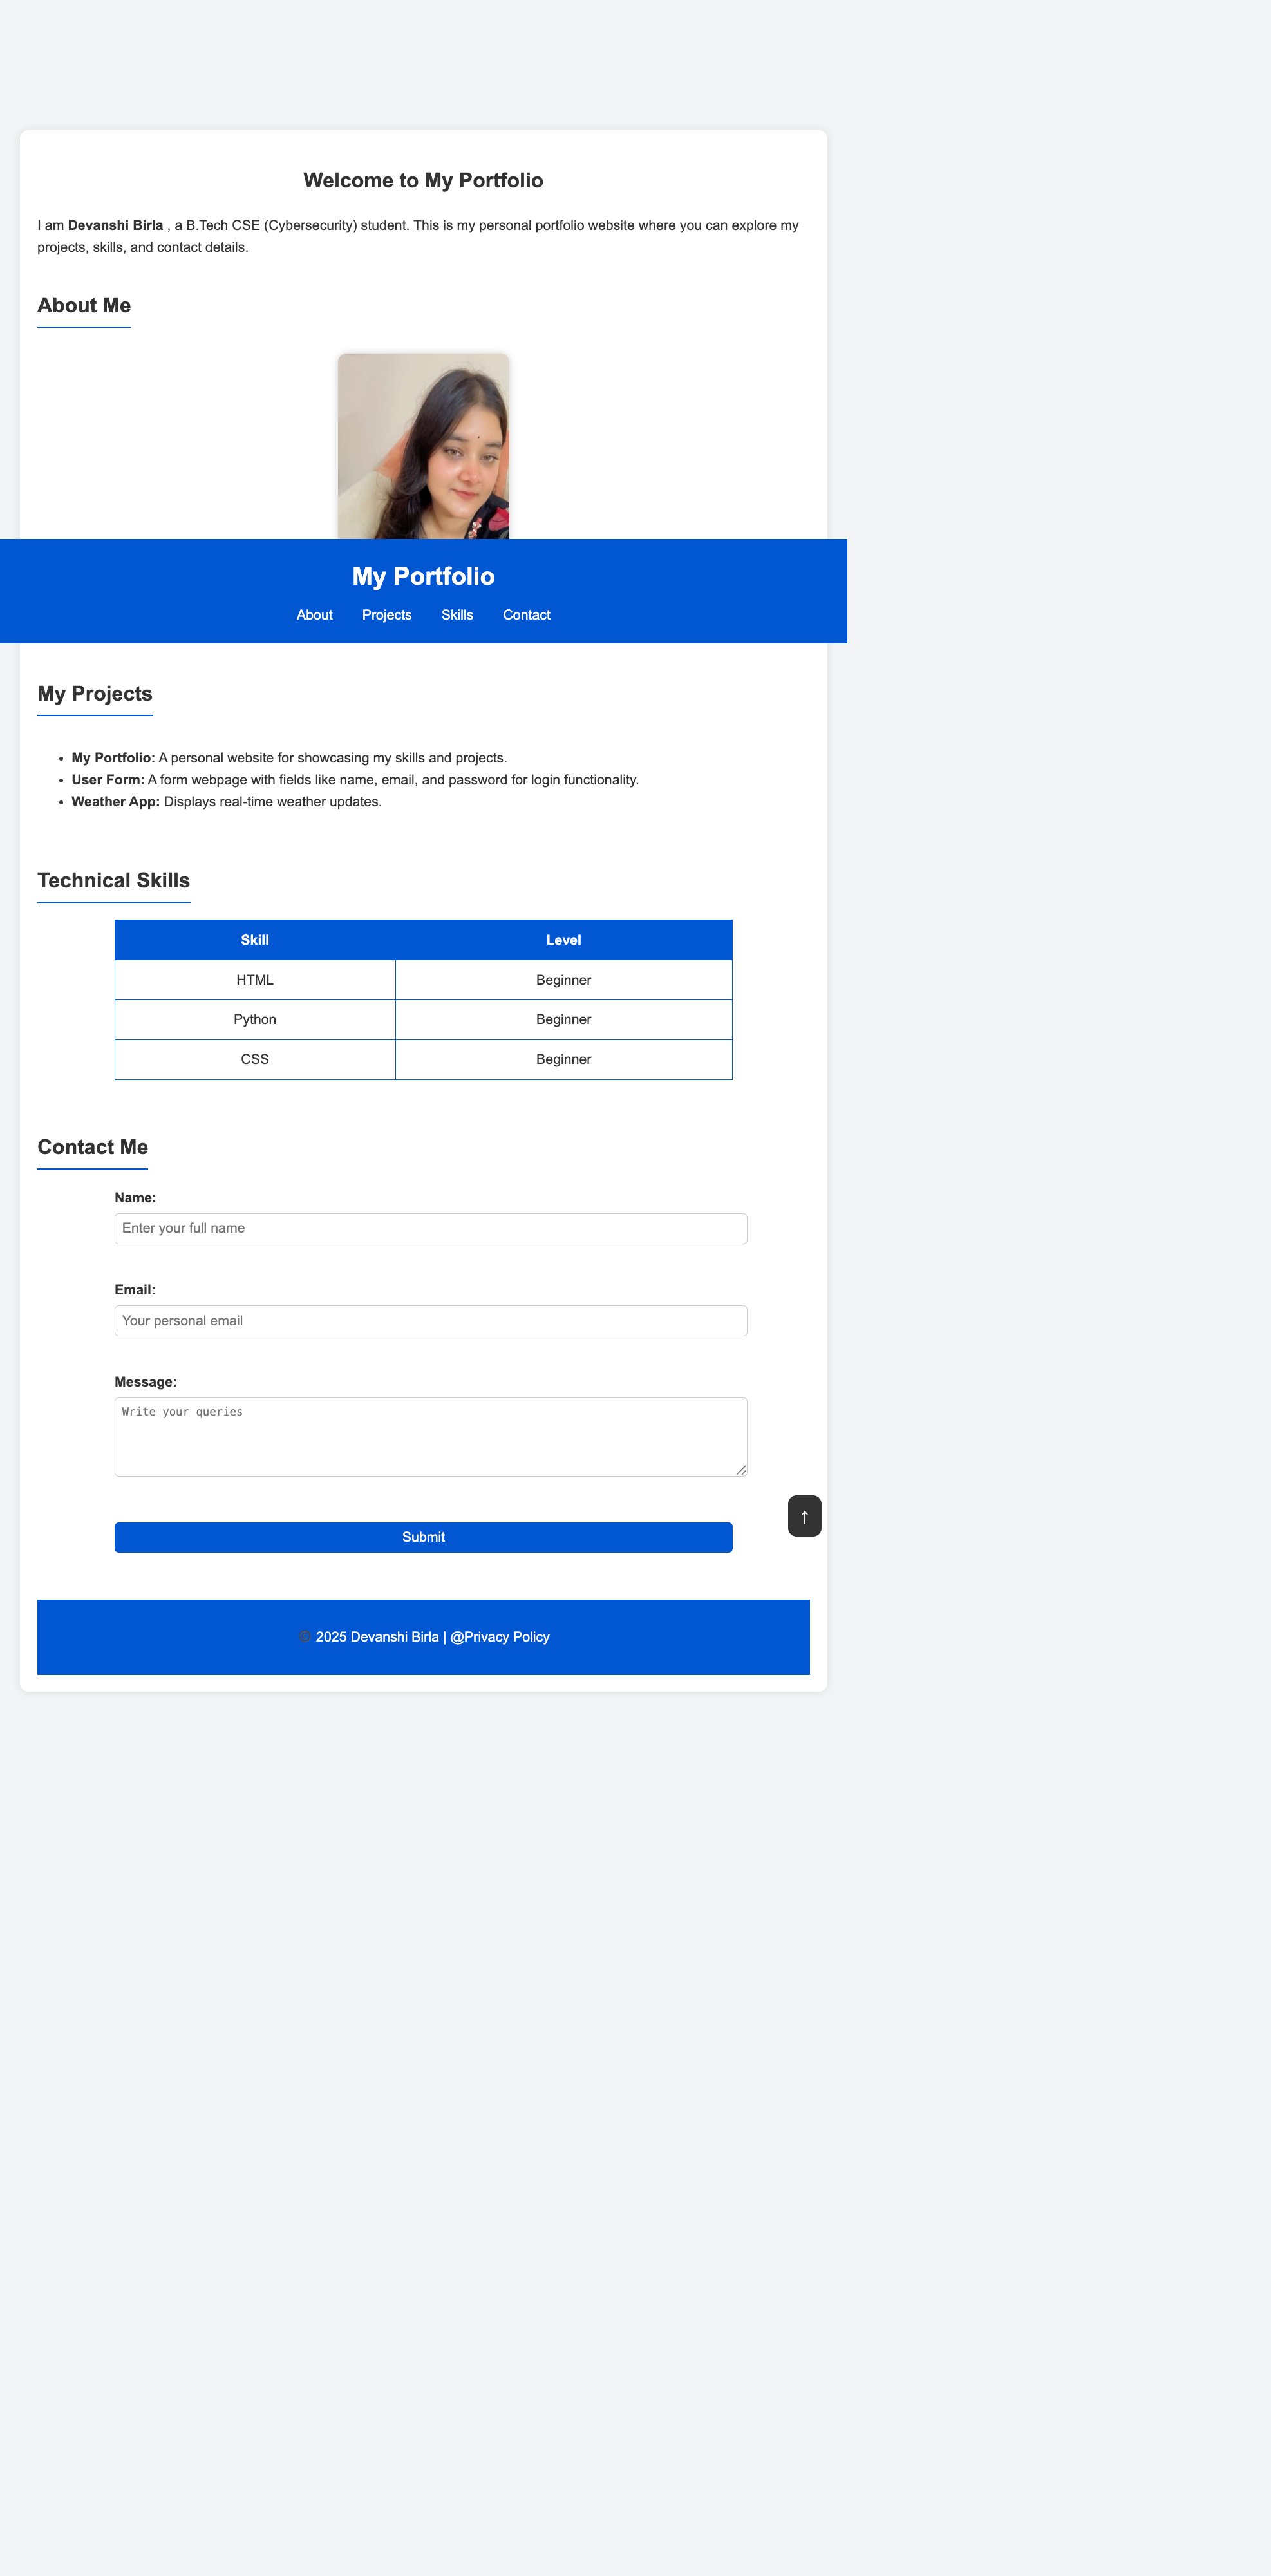 Welcome to My Portfolio
I am Devanshi Birla , a B.Tech CSE (Cybersecurity) student. This is my personal portfolio website where you can explore my
projects, skills, and contact details.
About Me
My Portfolio
About Projects Skills Contact
My Projects
• My Portfolio: A personal website for showcasing my skills and projects.
• User Form: A form webpage with fields like name, email, and password for login functionality.
• Weather App: Displays real-time weather updates.
Technical Skills
Skill Level
HTML Beginner
Python Beginner
CSS Beginner
Contact Me
Name:
Enter your full name
Email:
Your personal email
Message:
Write your queries
↑
Submit
© 2025 Devanshi Birla | @Privacy Policy